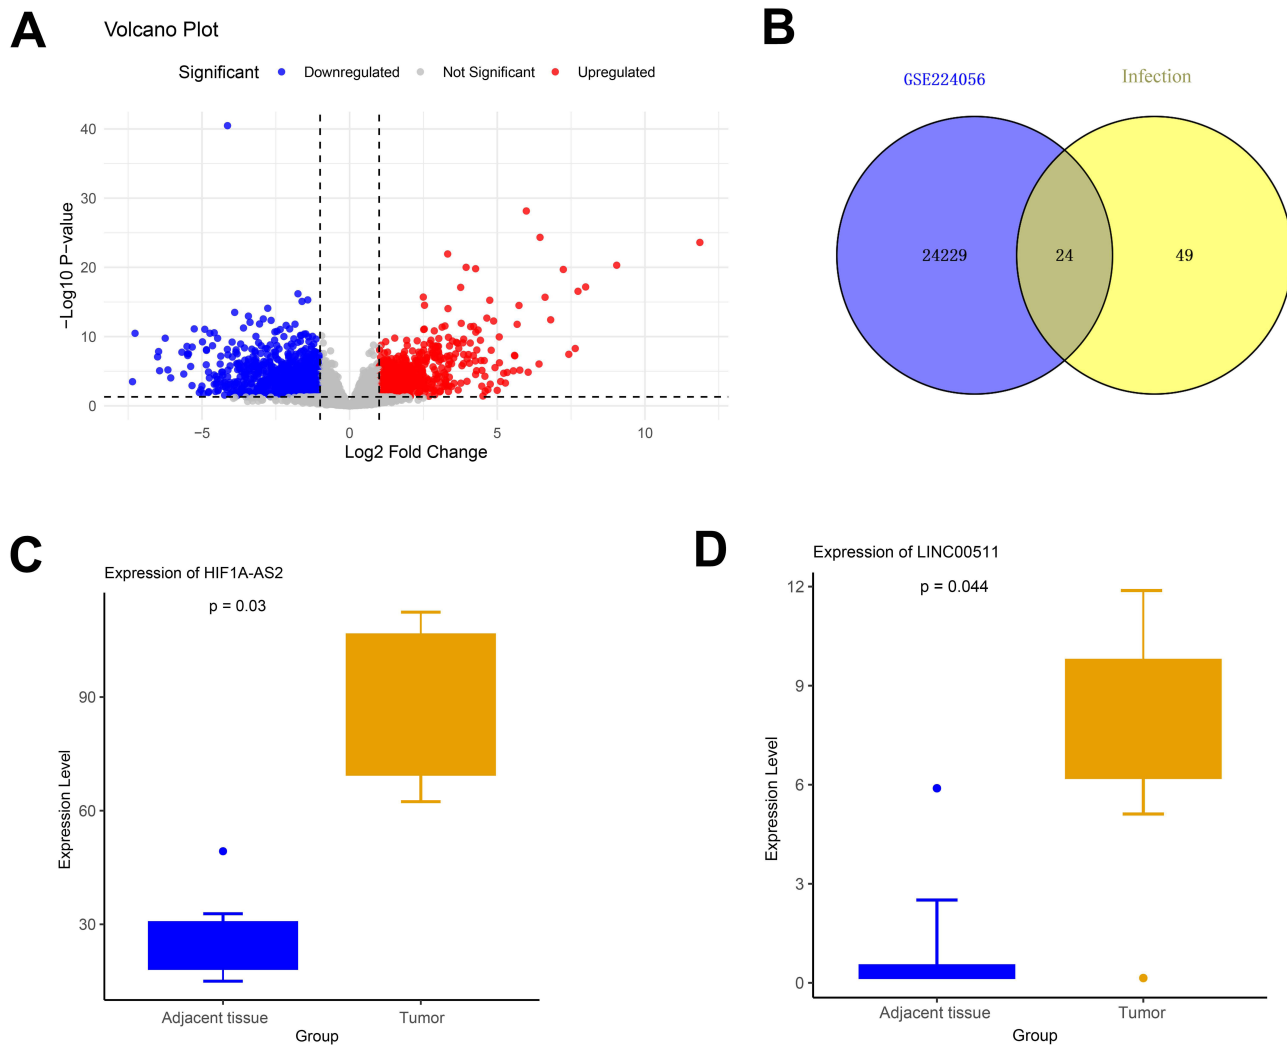 A
Volcano Plot
Significant Downregulated Not Significant Upregulated
40
30
20
10
0
−Log10 P−value
−5 0 5 10
Log2 Fold Change
B
GSE224056 Infection
24229 24 49
C
Expression of HIF1A-AS2
p = 0.03
90
60
30
Expression Level
Adjacent tissue Tumor
Group
D
Expression of LINC00511
p = 0.044
12
9
6
3
0
Expression Level
Adjacent tissue Tumor
Group